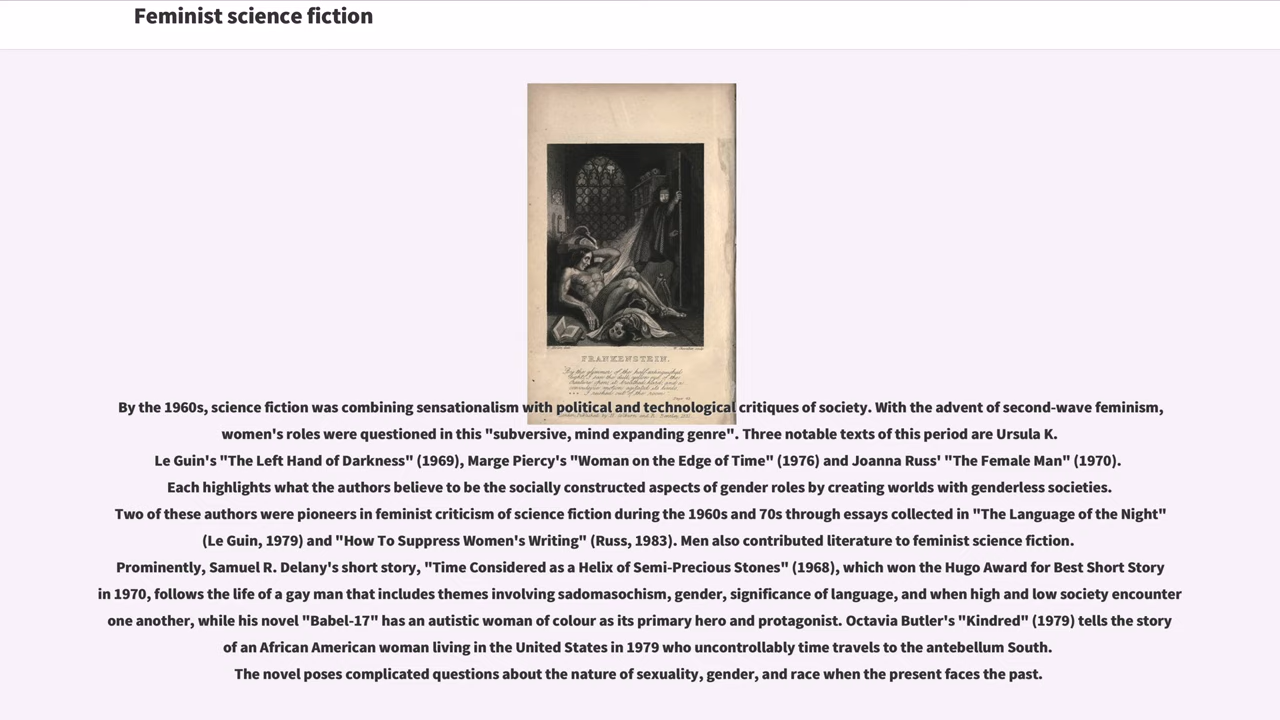 Feminist science fiction
FRANKENSTEIN.
By the 1960s, science fiction was combining sensationalism with political and technological critiques of society. With the advent of second-wave feminism,
women's roles were questioned in this "subversive, mind expanding genre". Three notable texts of this period are Ursula K.
Le Guin's "The Left Hand of Darkness" (1969), Marge Piercy's "Woman on the Edge of Time" (1976) and Joanna Russ' "The Female Man" (1970).
Each highlights what the authors believe to be the socially constructed aspects of gender roles by creating worlds with genderless societies.
Two of these authors were pioneers in feminist criticism of science fiction during the 1960s and 70s through essays collected in "The Language of the Night"
(Le Guin, 1979) and "How To Suppress Women's Writing" (Russ, 1983). Men also contributed literature to feminist science fiction.
Prominently, Samuel R. Delany's short story, "Time Considered as a Helix of Semi-Precious Stones" (1968), which won the Hugo Award for Best Short Story
in 1970, follows the life of a gay man that includes themes involving sadomasochism, gender, significance of language, and when high and low society encounter
one another, while his novel "Babel-17" has an autistic woman of colour as its primary hero and protagonist. Octavia Butler's "Kindred" (1979) tells the story
of an African American woman living in the United States in 1979 who uncontrollably time travels to the antebellum South.
The novel poses complicated questions about the nature of sexuality, gender, and race when the present faces the past.